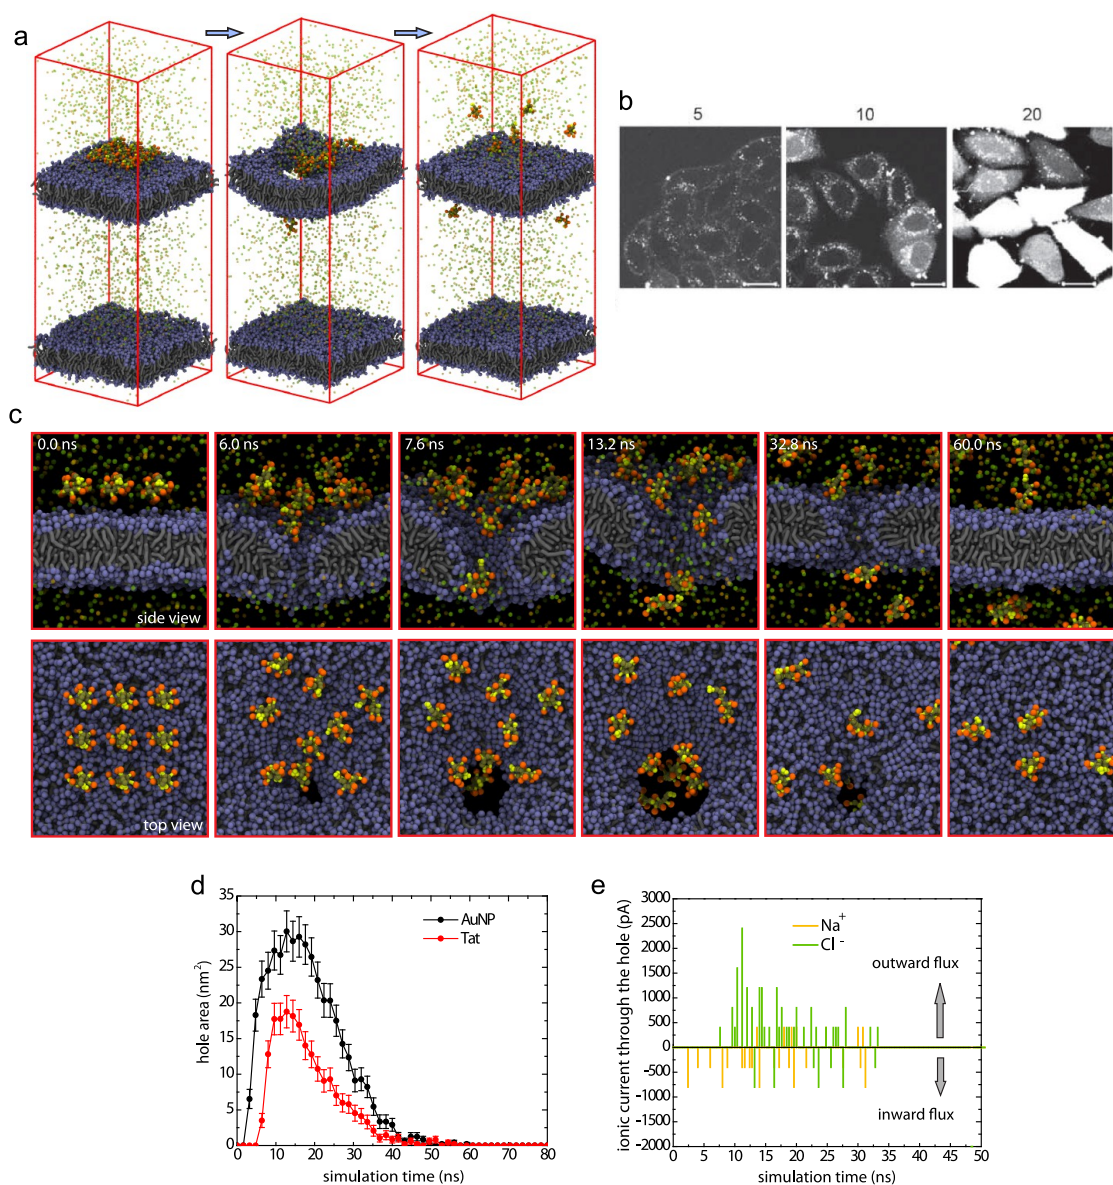 a
b
5 10 20
c
0.0 ns 6.0 ns 7.6 ns 13.2 ns 32.8 ns 60.0 ns
side view
top view
d
35
30
25
20
15
10
5
0
hole area (nm²)
AuNP
Tat
0 10 20 30 40 50 60 70 80
simulation time (ns)
e
3000
2500
2000
1500
1000
500
0
-500
-1000
-1500
-2000
ionic current through the hole (pA)
Na⁺
Cl⁻
outward flux
inward flux
0 5 10 15 20 25 30 35 40 45 50
simulation time (ns)